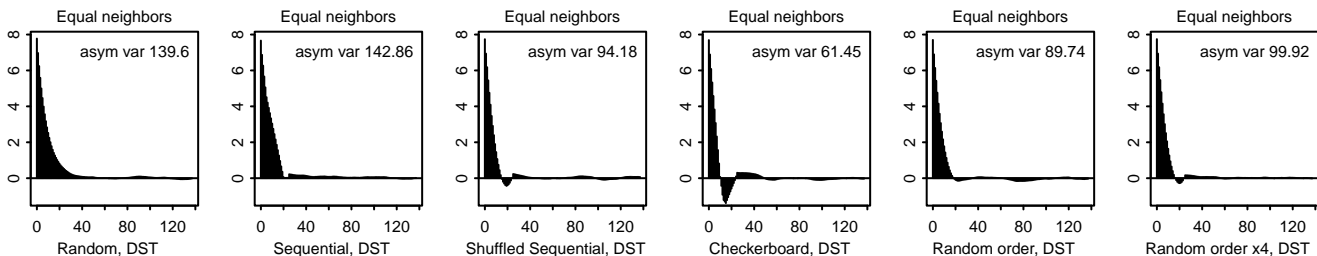 Equal neighbors
asym var 139.6
8
6
4
2
0
0 40 80 120
Random, DST
Equal neighbors
asym var 142.86
8
6
4
2
0
0 40 80 120
Sequential, DST
Equal neighbors
asym var 94.18
8
6
4
2
0
0 40 80 120
Shuffled Sequential, DST
Equal neighbors
asym var 61.45
8
6
4
2
0
0 40 80 120
Checkerboard, DST
Equal neighbors
asym var 89.74
8
6
4
2
0
0 40 80 120
Random order, DST
Equal neighbors
asym var 99.92
8
6
4
2
0
0 40 80 120
Random order x4, DST